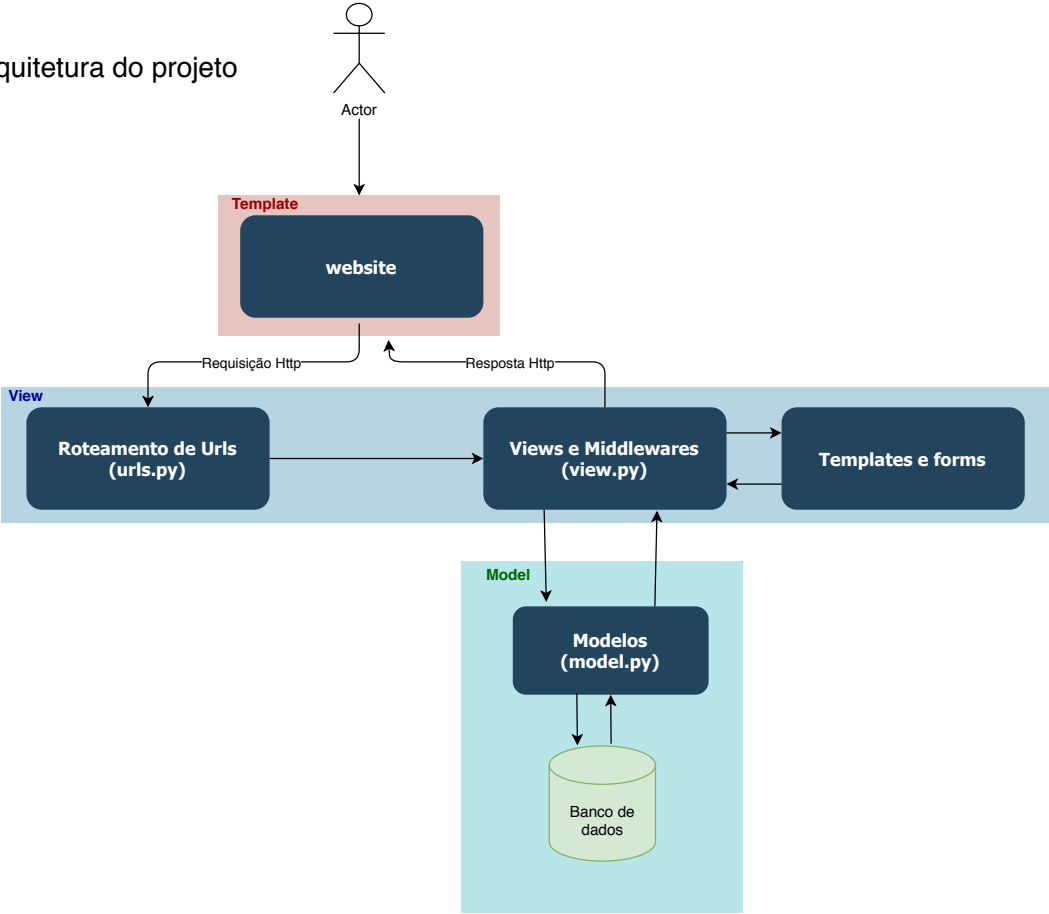 quitetura do projeto
Actor
Template
website
Requisição Http
Resposta Http
View
Roteamento de Urls
(urls.py)
Views e Middlewares
(view.py)
Templates e forms
Model
Modelos
(model.py)
Banco de
dados